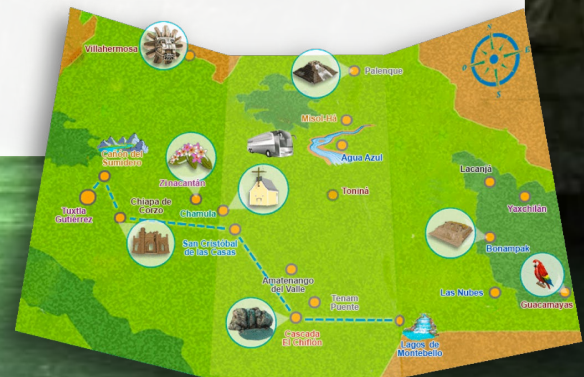 Villahermosa
Palenque
Misol-Há
Agua Azul
Cañón del
Sumidero
Zinacantán
Lacanja
Yaxchilán
Toniná
Tuxtla
Gutiérrez
Chiapa de
Corzo
Chamula
San Cristóbal
de las Casas
Bonampak
Amatenango
del Valle
Tenam
Puente
Las Nubes
Guacamayas
Cascada
El Chiflón
Lagos de
Montebello